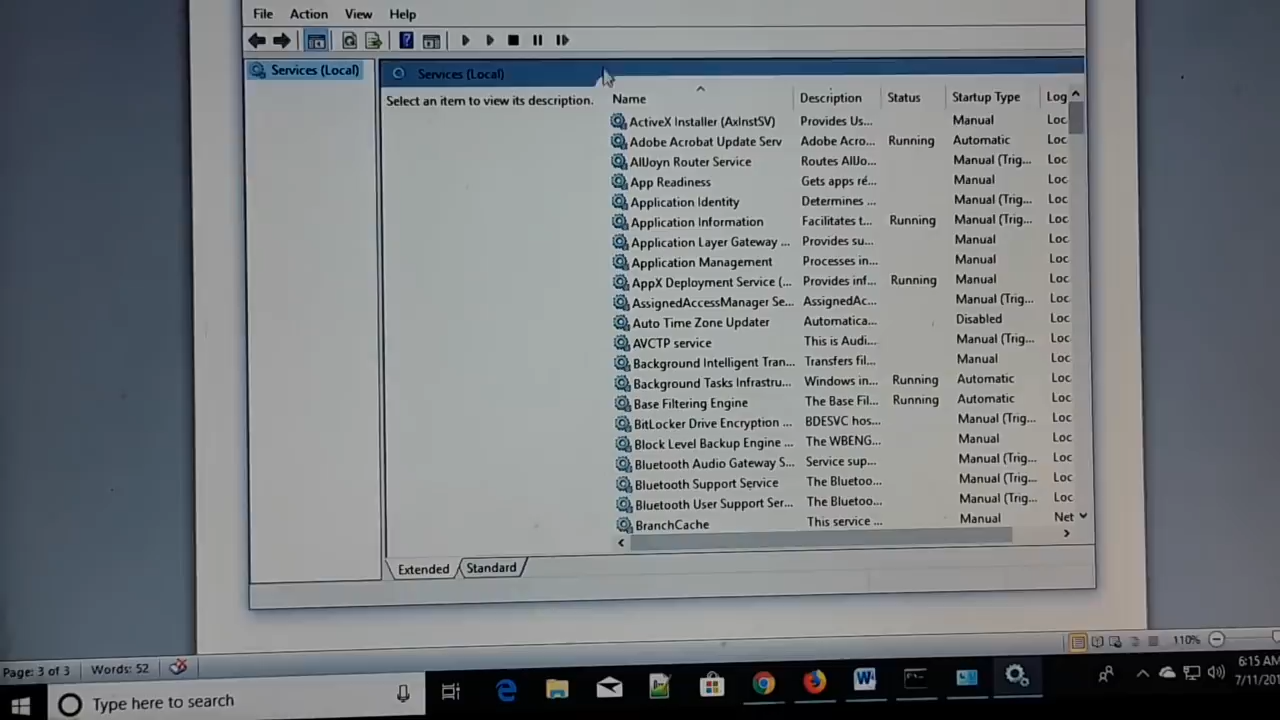 File Action View Help
Services (Local)
Services (Local)
Select an item to view its description.
Name Description Status Startup Type Log
ActiveX Installer (AxInstSV) Provides Us... Manual Loc
Adobe Acrobat Update Serv Adobe Acro... Running Automatic Loc
AllJoyn Router Service Routes AllJo... Manual (Trig... Loc
App Readiness Gets apps re... Manual Loc
Application Identity Determines ... Manual (Trig... Loc
Application Information Facilitates t... Running Manual (Trig... Loc
Application Layer Gateway ... Provides su... Manual Loc
Application Management Processes in... Manual Loc
AppX Deployment Service (... Provides inf... Running Manual Loc
AssignedAccessManager Se... AssignedAc... Manual (Trig... Loc
Auto Time Zone Updater Automatica... Disabled Loc
AVCTP service This is Audi... Manual (Trig... Loc
Background Intelligent Tran... Transfers fil... Manual Loc
Background Tasks Infrastru... Windows in... Running Automatic Loc
Base Filtering Engine The Base Fil... Running Automatic Loc
BitLocker Drive Encryption ... BDESVC hos... Manual (Trig... Loc
Block Level Backup Engine ... The WBENG... Manual Loc
Bluetooth Audio Gateway S... Service sup... Manual (Trig... Loc
Bluetooth Support Service The Bluetoo... Manual (Trig... Loc
Bluetooth User Support Ser... The Bluetoo... Manual (Trig... Loc
BranchCache This service ... Manual Net
Extended Standard
Page: 3 of 3 Words: 52 110%
Type here to search
6:15 AM
7/11/201